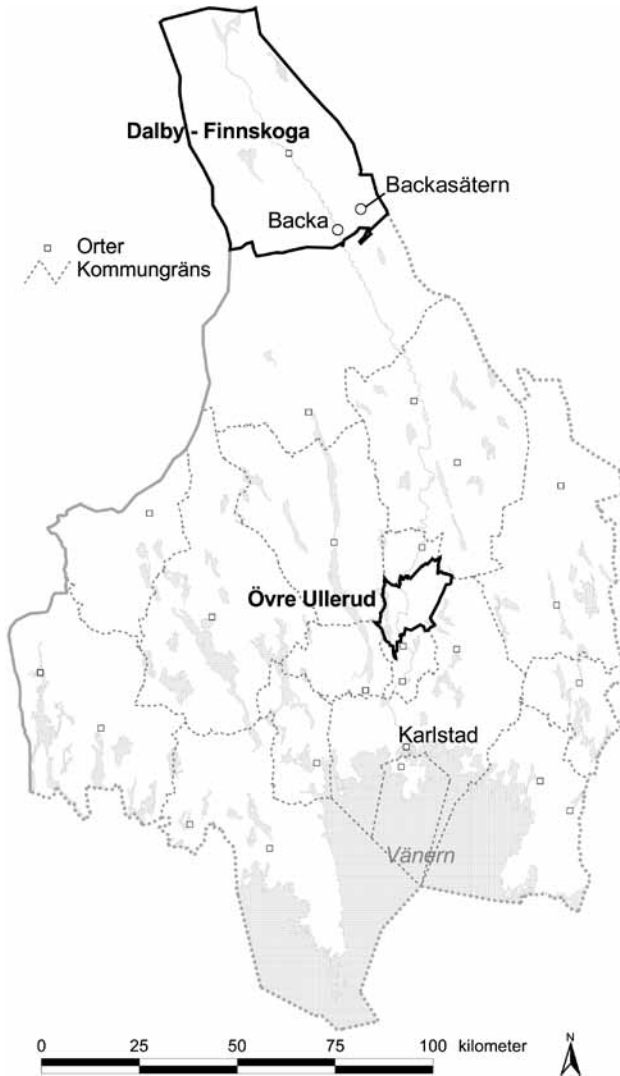 Dalby - Finnskoga
Backasätern
Backa
Orter
Kommungräns
Övre Ullerud
Karlstad
Vänern
0 25 50 75 100 kilometer
N